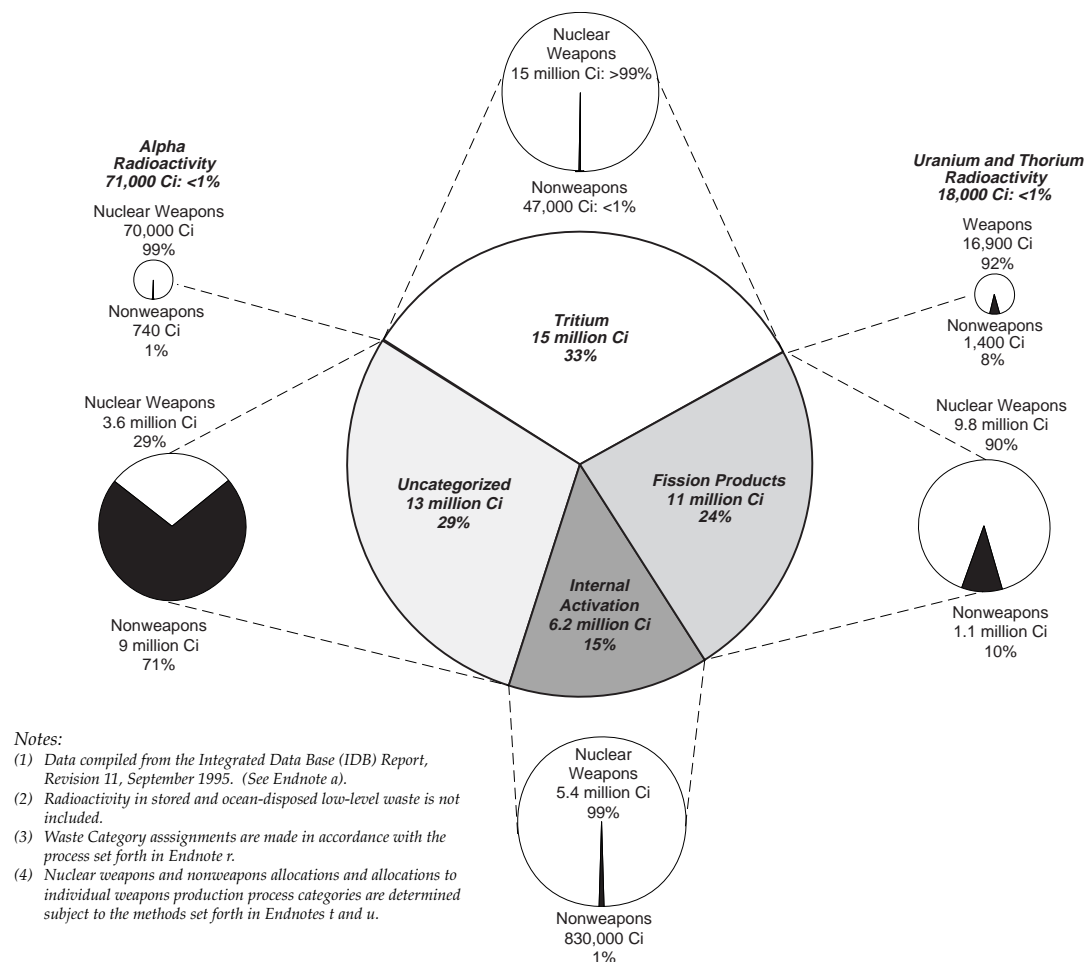 Nuclear
Weapons
15 million Ci: >99%
Nonweapons
47,000 Ci: <1%
Alpha
Radioactivity
71,000 Ci: <1%
Nuclear Weapons
70,000 Ci
99%
Nonweapons
740 Ci
1%
Uranium and Thorium
Radioactivity
18,000 Ci: <1%
Weapons
16,900 Ci
92%
Nonweapons
1,400 Ci
8%
Tritium
15 million Ci
33%
Nuclear Weapons
3.6 million Ci
29%
Nonweapons
9 million Ci
71%
Uncategorized
13 million Ci
29%
Fission Products
11 million Ci
24%
Internal
Activation
6.2 million Ci
15%
Nuclear Weapons
9.8 million Ci
90%
Nonweapons
1.1 million Ci
10%
Nuclear
Weapons
5.4 million Ci
99%
Nonweapons
830,000 Ci
1%
Notes:
(1) Data compiled from the Integrated Data Base (IDB) Report,
Revision 11, September 1995. (See Endnote a).
(2) Radioactivity in stored and ocean-disposed low-level waste is not
included.
(3) Waste Category asssignments are made in accordance with the
process set forth in Endnote r.
(4) Nuclear weapons and nonweapons allocations and allocations to
individual weapons production process categories are determined
subject to the methods set forth in Endnotes t and u.